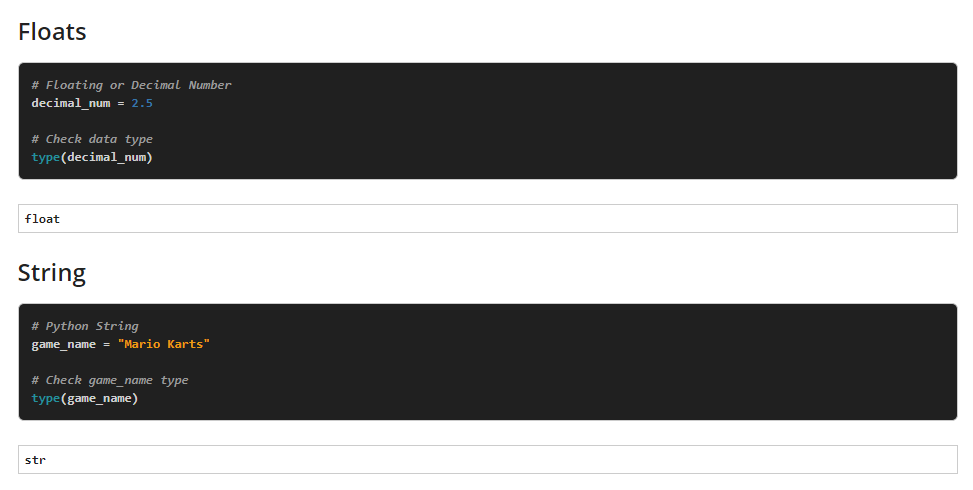 Floats
# Floating or Decimal Number
decimal_num = 2.5
# Check data type
type(decimal_num)
float
String
# Python String
game_name = "Mario Karts"
# Check game_name type
type(game_name)
str